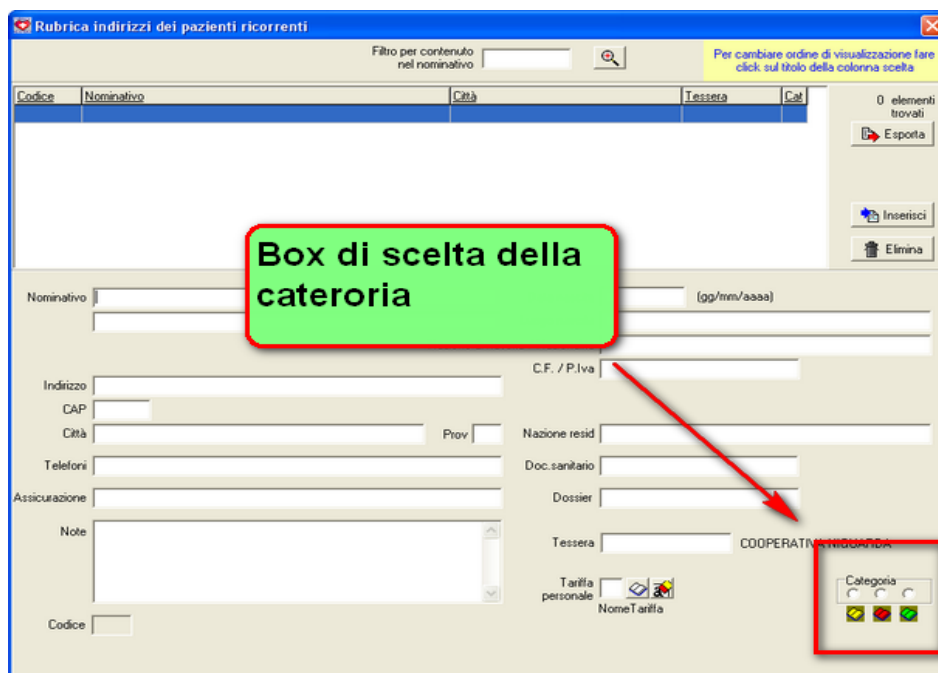 Rubrica indirizzi dei pazienti ricorrenti
Filtro per contenuto
nel nominativo
Per cambiare ordine di visualizzazione fare
click sul titolo della colonna scelta
Codice Nominativo Città Tessera Cat
0 elementi
trovati
Esporta
Inserisci
Elimina
Box di scelta della
cateroria
Nominativo
(gg/mm/aaaa)
C.F. / P.Iva
Indirizzo
CAP
Città Prov Nazione resid
Telefoni Doc.sanitario
Assicurazione Dossier
Note
Tessera COOPERATIVA NIGUARDA
Tariffa
personale
NomeTariffa
Categoria
Codice